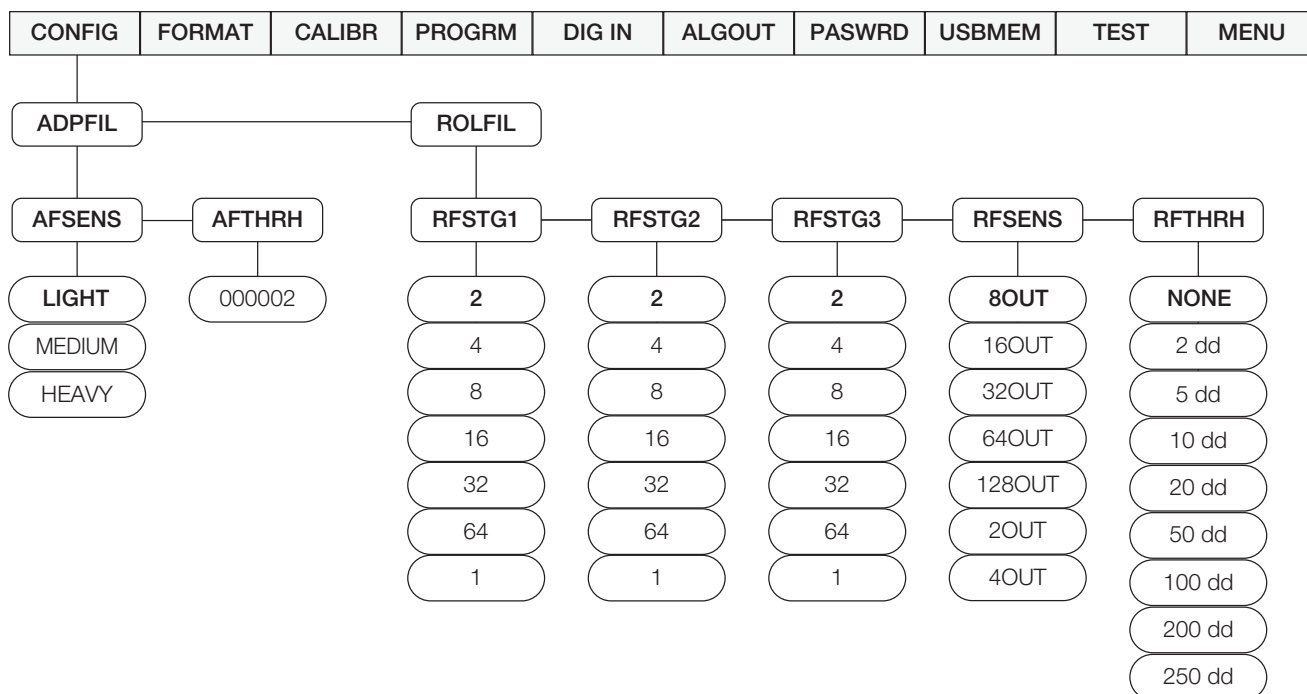 CONFIG FORMAT CALIBR PROGRM DIG IN ALGOUT PASWRD USBMEM TEST MENU
ADPFIL ROLFIL
AFSENS AFTHRH RFSTG1 RFSTG2 RFSTG3 RFSENS RFTHRH
LIGHT 000002 2 2 2 8OUT NONE
MEDIUM 4 4 4 16OUT 2 dd
HEAVY 8 8 8 32OUT 5 dd
16 16 16 64OUT 10 dd
32 32 32 128OUT 20 dd
64 64 64 2OUT 50 dd
1 1 1 4OUT 100 dd
200 dd
250 dd